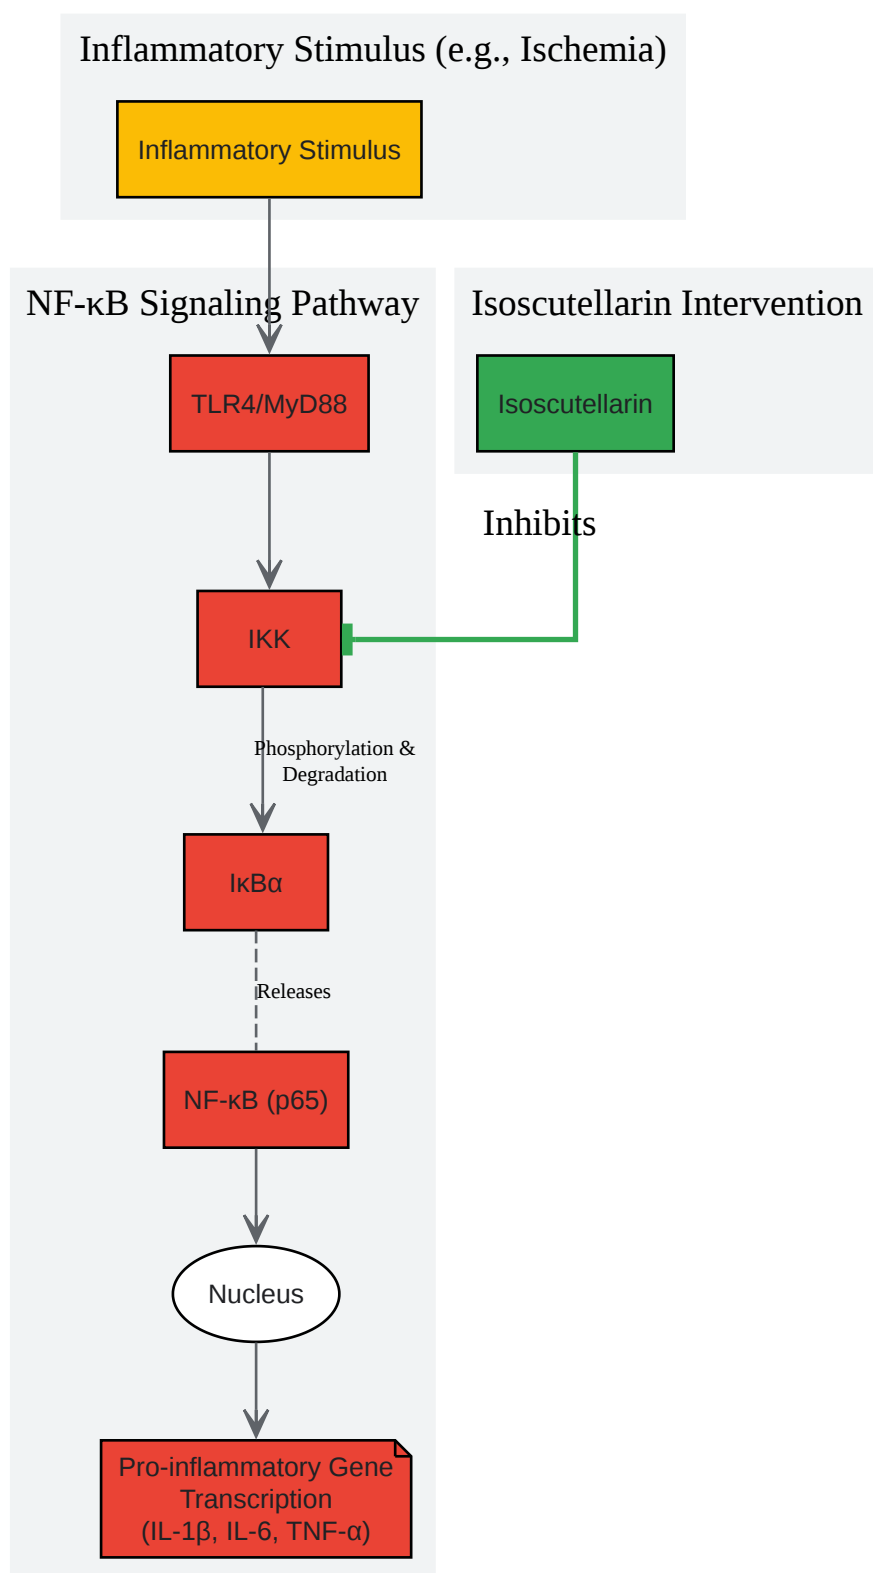 Inflammatory Stimulus (e.g., Ischemia)
Inflammatory Stimulus
NF-κB Signaling Pathway
TLR4/MyD88
Isoscutellarin Intervention
Isoscutellarin
Inhibits
IKK
Phosphorylation &
Degradation
IκBα
Releases
NF-κB (p65)
Nucleus
Pro-inflammatory Gene
Transcription
(IL-1β, IL-6, TNF-α)